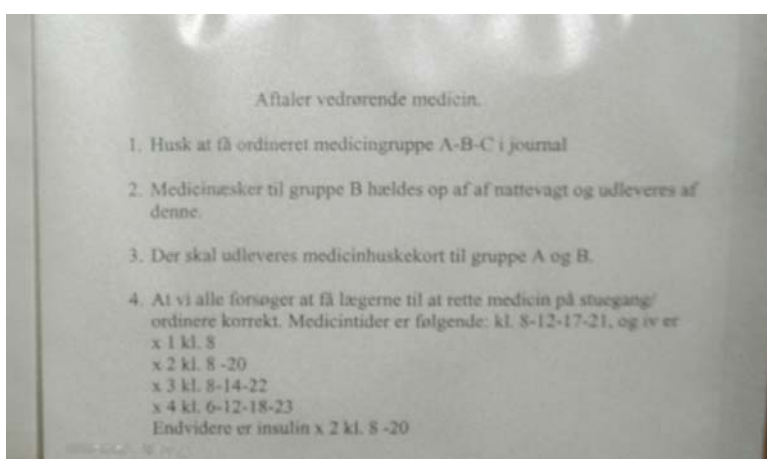 Aftaler vedrørende medicin.
1. Husk at få ordineret medicingruppe A-B-C i journal
2. Medicinæsker til gruppe B hældes op af af nattevagt og udleveres af
denne.
3. Der skal udleveres medicinhuskekort til gruppe A og B.
4. At vi alle forsøger at få lægerne til at rette medicin på stuegang/
ordinere korrekt. Medicintider er følgende: kl. 8-12-17-21, og iv er
x 1 kl. 8
x 2 kl. 8 -20
x 3 kl. 8-14-22
x 4 kl. 6-12-18-23
Endvidere er insulin x 2 kl. 8 -20